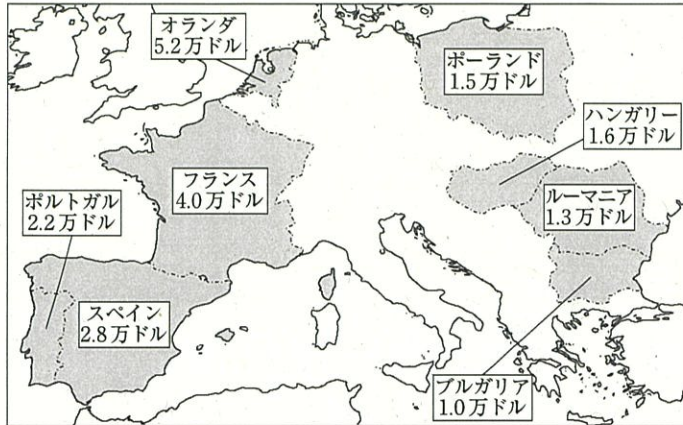 オランダ
5.2万ドル
ポーランド
1.5万ドル
ハンガリー
1.6万ドル
フランス
4.0万ドル
ルーマニア
1.3万ドル
ポルトガル
2.2万ドル
スペイン
2.8万ドル
ブルガリア
1.0万ドル